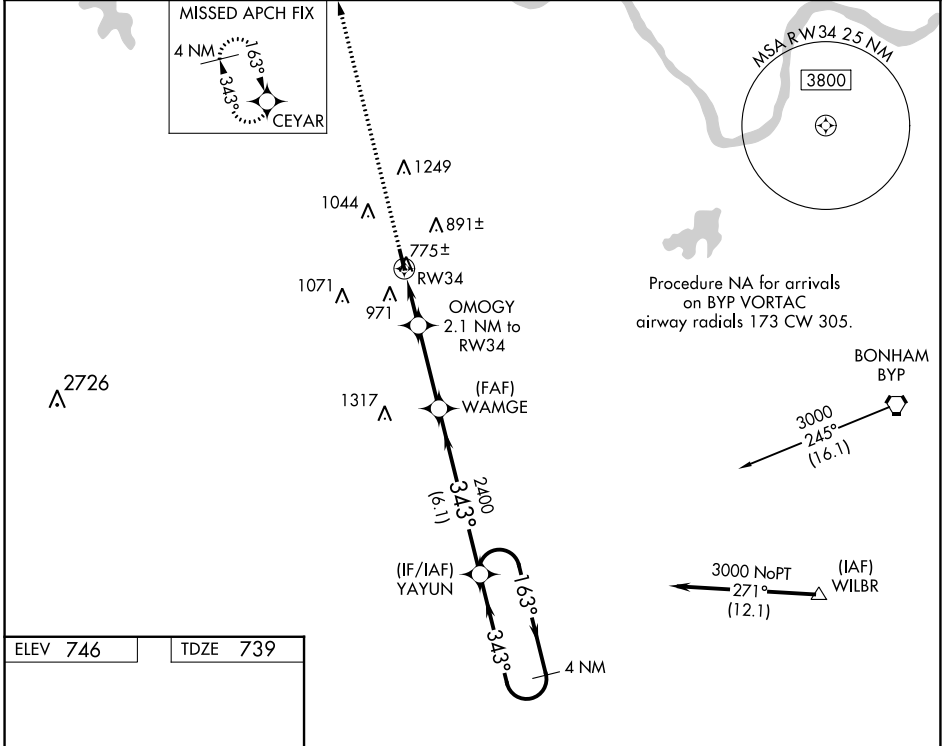 MISSED APCH FIX
4 NM
163°
343°
CEYAR
MSA RW34 25 NM
3800
1249
1044
891±
775±
RW34
1071
971
OMOGY
2.1 NM to
RW34
Procedure NA for arrivals
on BYP VORTAC
airway radials 173 CW 305.
BONHAM
BYP
2726
1317
(FAF)
WAMGE
3000
245°
(16.1)
2400
343°
(6.1)
(IF/IAF)
YAYUN
163°
343°
4 NM
3000 NoPT
271°
(12.1)
(IAF)
WILBR
ELEV 746
TDZE 739